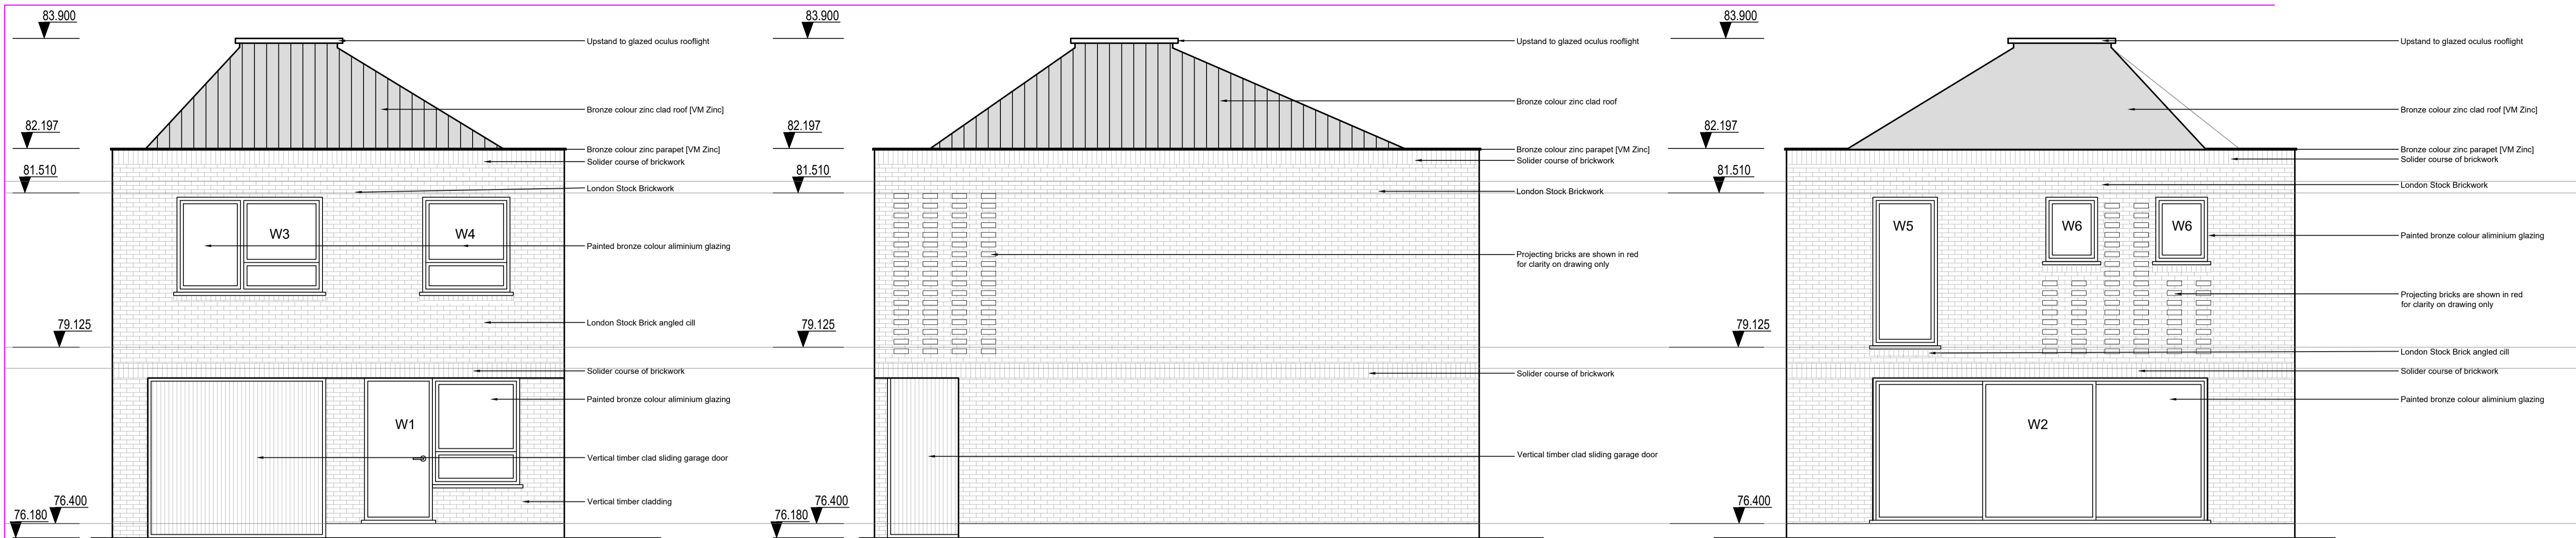 83.900
Upstand to glazed oculus rooflight
Bronze colour zinc clad roof [VM Zinc]
82.197
Bronze colour zinc parapet [VM Zinc]
Solider course of brickwork
81.510
London Stock Brickwork
W3
W4
Painted bronze colour aliminium glazing
London Stock Brick angled cill
79.125
Solider course of brickwork
Painted bronze colour aliminium glazing
W1
Vertical timber clad sliding garage door
Vertical timber cladding
76.400
76.180
83.900
Upstand to glazed oculus rooflight
Bronze colour zinc clad roof
82.197
Bronze colour zinc parapet [VM Zinc]
Solider course of brickwork
81.510
London Stock Brickwork
Projecting bricks are shown in red
for clarity on drawing only
79.125
Solider course of brickwork
Vertical timber clad sliding garage door
76.400
76.180
83.900
Upstand to glazed oculus rooflight
Bronze colour zinc clad roof [VM Zinc]
82.197
Bronze colour zinc parapet [VM Zinc]
Solider course of brickwork
81.510
London Stock Brickwork
W5
W6
W6
Painted bronze colour aliminium glazing
Projecting bricks are shown in red
for clarity on drawing only
79.125
London Stock Brick angled cill
Solider course of brickwork
Painted bronze colour aliminium glazing
W2
76.400